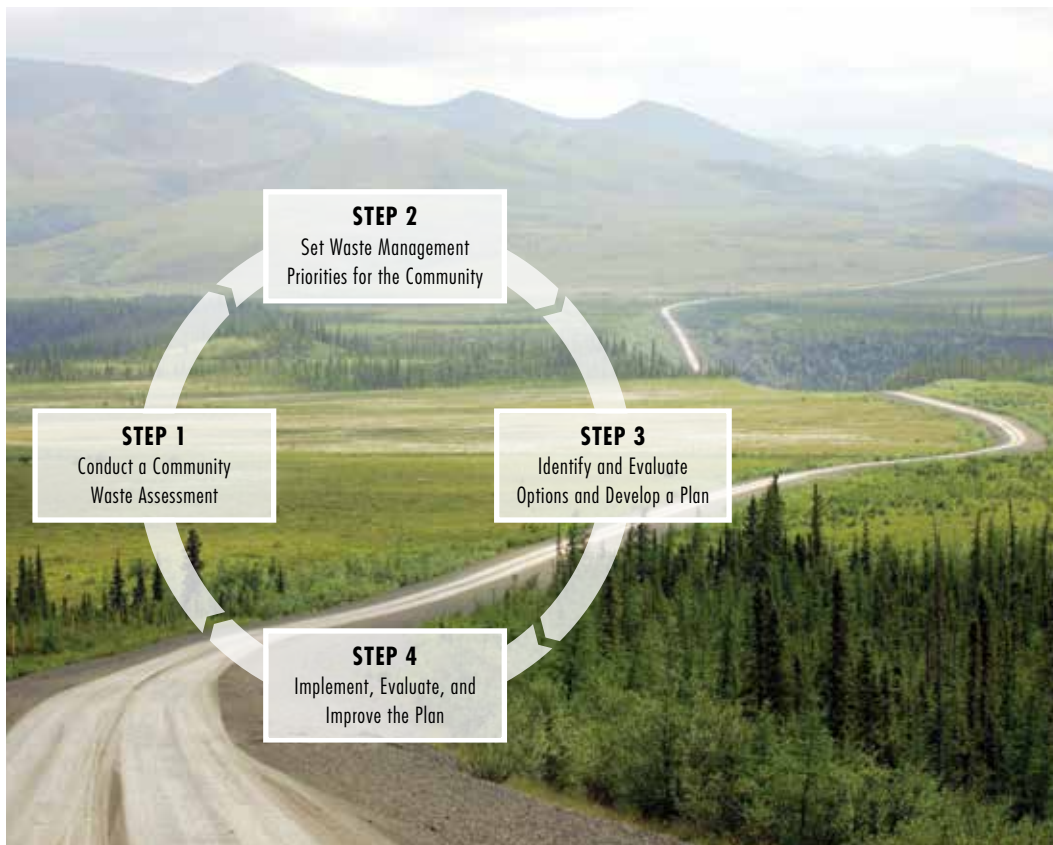 STEP 1
Conduct a Community
Waste Assessment
STEP 2
Set Waste Management
Priorities for the Community
STEP 3
Identify and Evaluate
Options and Develop a Plan
STEP 4
Implement, Evaluate, and
Improve the Plan